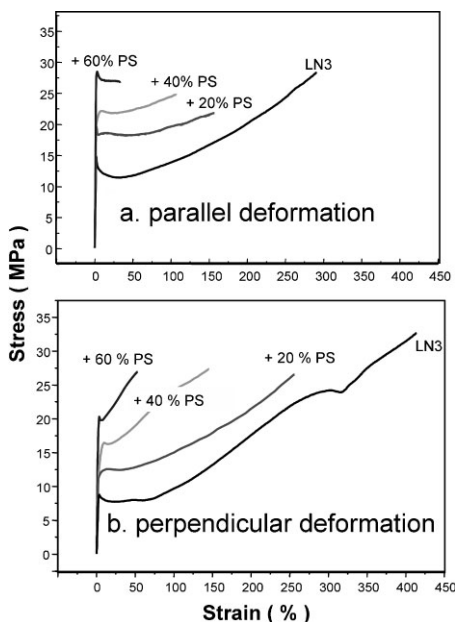 35
30
25
20
15
10
5
0
+ 60% PS
+ 40% PS
+ 20% PS
LN3
a. parallel deformation
0 50 100 150 200 250 300 350 400 450
Stress ( MPa)
35
30
25
20
15
10
5
0
+ 60 % PS
+ 40 % PS
+ 20 % PS
LN3
b. perpendicular deformation
0 50 100 150 200 250 300 350 400 450
Strain ( % )